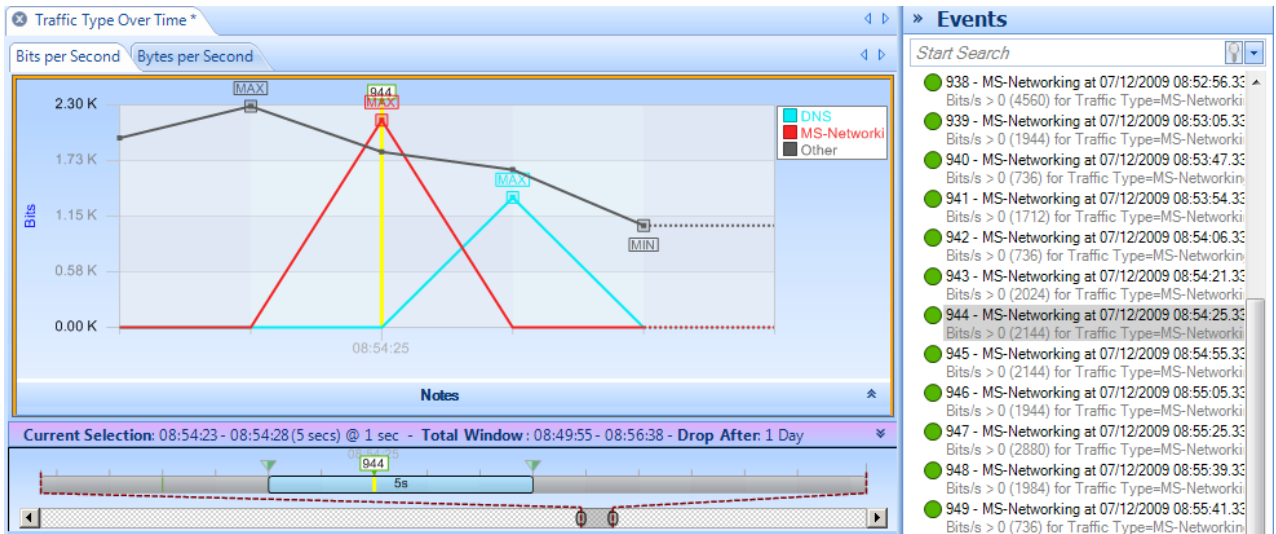 Traffic Type Over Time *
Bits per Second
Bytes per Second
MAX
944
MAX
2.30 K
1.73 K
1.15 K
0.58 K
0.00 K
Bits
MAX
MIN
DNS
MS-Networki
Other
08:54:25
Notes
Current Selection: 08:54:23 - 08:54:28 (5 secs) @ 1 sec - Total Window : 08:49:55 - 08:56:38 - Drop After: 1 Day
08:54:25
944
5s
» Events
Start Search
938 - MS-Networking at 07/12/2009 08:52:56.33
Bits/s > 0 (4560) for Traffic Type=MS-Networki
939 - MS-Networking at 07/12/2009 08:53:05.33
Bits/s > 0 (1944) for Traffic Type=MS-Networki
940 - MS-Networking at 07/12/2009 08:53:47.33
Bits/s > 0 (736) for Traffic Type=MS-Networkin
941 - MS-Networking at 07/12/2009 08:53:54.33
Bits/s > 0 (1712) for Traffic Type=MS-Networki
942 - MS-Networking at 07/12/2009 08:54:06.33
Bits/s > 0 (736) for Traffic Type=MS-Networkin
943 - MS-Networking at 07/12/2009 08:54:21.33
Bits/s > 0 (2024) for Traffic Type=MS-Networki
944 - MS-Networking at 07/12/2009 08:54:25.33
Bits/s > 0 (2144) for Traffic Type=MS-Networki
945 - MS-Networking at 07/12/2009 08:54:55.33
Bits/s > 0 (2144) for Traffic Type=MS-Networki
946 - MS-Networking at 07/12/2009 08:55:05.33
Bits/s > 0 (1944) for Traffic Type=MS-Networki
947 - MS-Networking at 07/12/2009 08:55:25.33
Bits/s > 0 (2880) for Traffic Type=MS-Networki
948 - MS-Networking at 07/12/2009 08:55:39.33
Bits/s > 0 (1984) for Traffic Type=MS-Networki
949 - MS-Networking at 07/12/2009 08:55:41.33
Bits/s > 0 (736) for Traffic Type=MS-Networkin